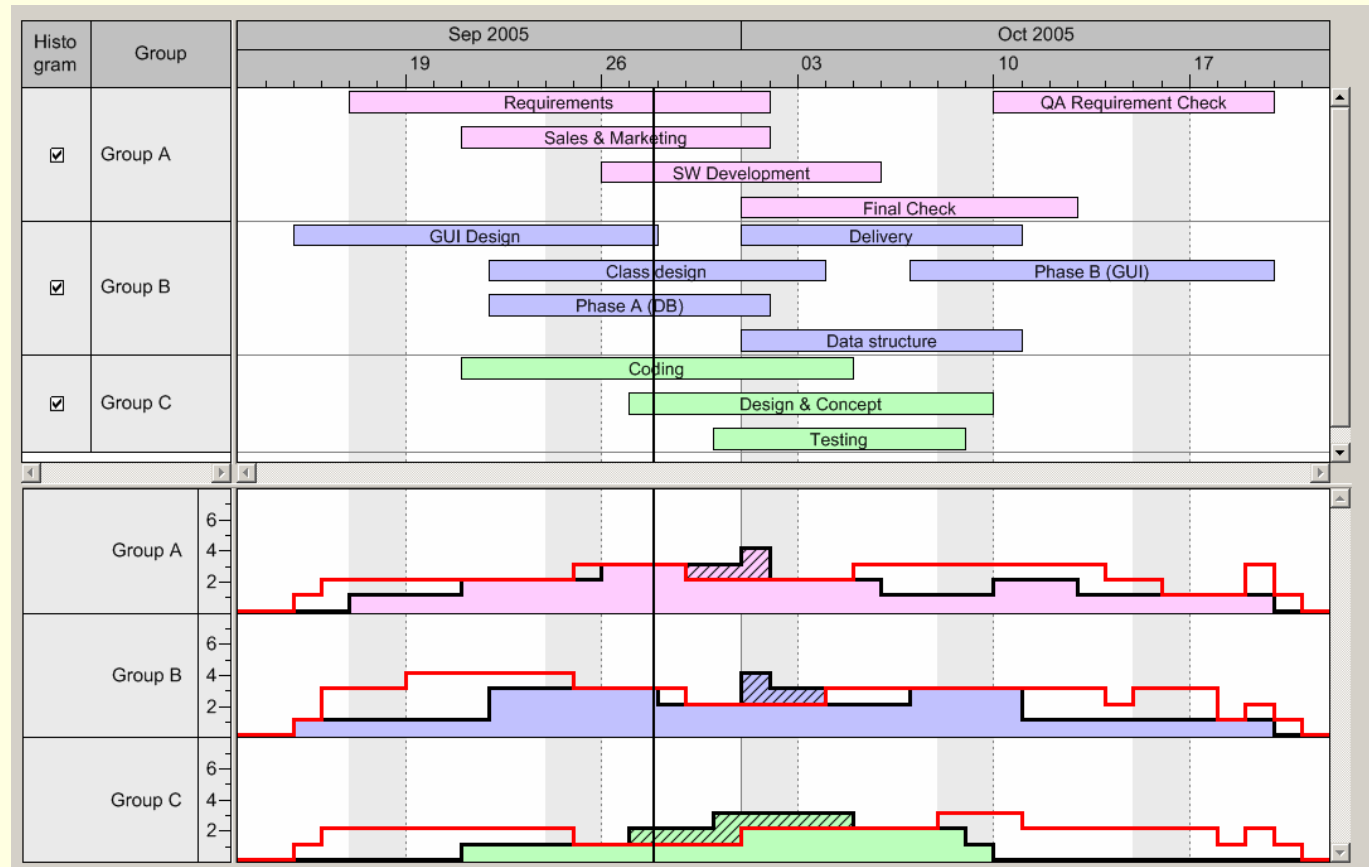 Histo
gram
Group
Sep 2005
Oct 2005
19
26
03
10
17
Group A
Requirements
QA Requirement Check
Sales & Marketing
SW Development
Final Check
Group B
GUI Design
Delivery
Class design
Phase B (GUI)
Phase A (DB)
Data structure
Group C
Coding
Design & Concept
Testing
Group A
6
4
2
Group B
6
4
2
Group C
6
4
2